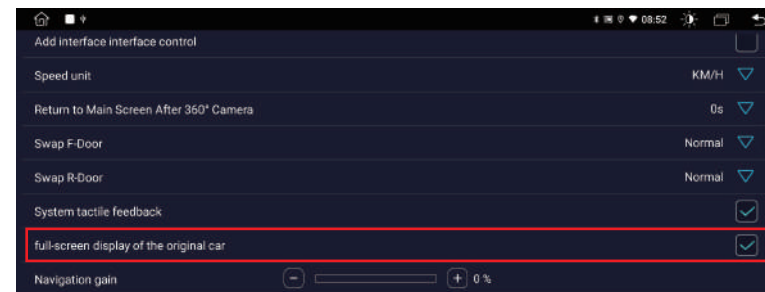 08:52
Add interface interface control
Speed unit KM/H
Return to Main Screen After 360° Camera 0s
Swap F-Door Normal
Swap R-Door Normal
System tactile feedback
full-screen display of the original car
Navigation gain - + 0 %